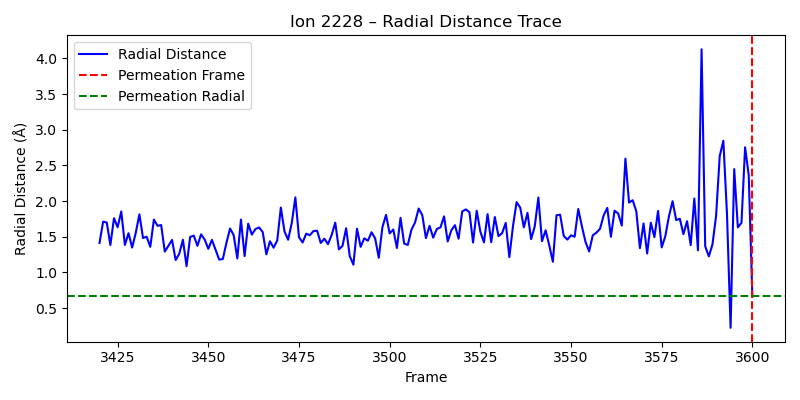 Ion 2228 – Radial Distance Trace
Radial Distance
Permeation Frame
Permeation Radial
Radial Distance (Å)
4.0
3.5
3.0
2.5
2.0
1.5
1.0
0.5
3425 3450 3475 3500 3525 3550 3575 3600
Frame